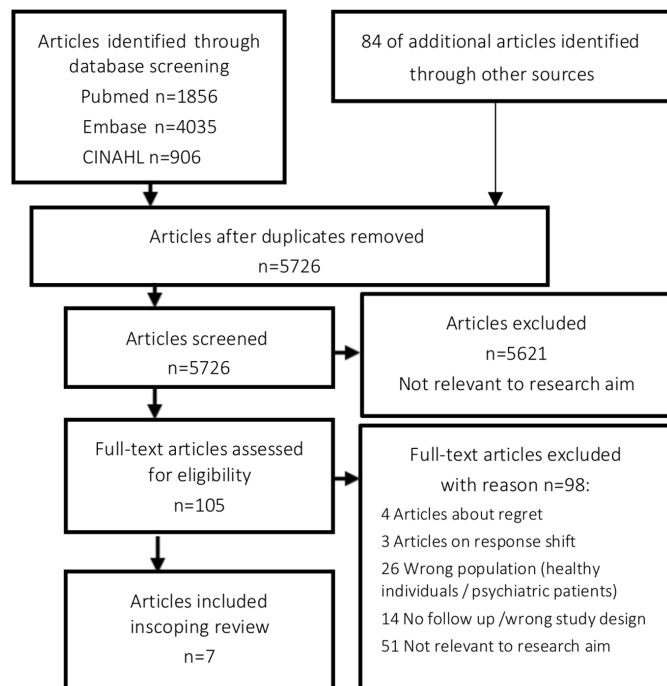 Articles identified through
database screening
Pubmed n=1856
Embase n=4035
CINAHL n=906
84 of additional articles identified
through other sources
Articles after duplicates removed
n=5726
Articles screened
n=5726
Articles excluded
n=5621
Not relevant to research aim
Full-text articles assessed
for eligibility
n=105
Full-text articles excluded
with reason n=98:
4 Articles about regret
3 Articles on response shift
26 Wrong population (healthy
individuals / psychiatric patients)
14 No follow up /wrong study design
51 Not relevant to research aim
Articles included
inscoping review
n=7